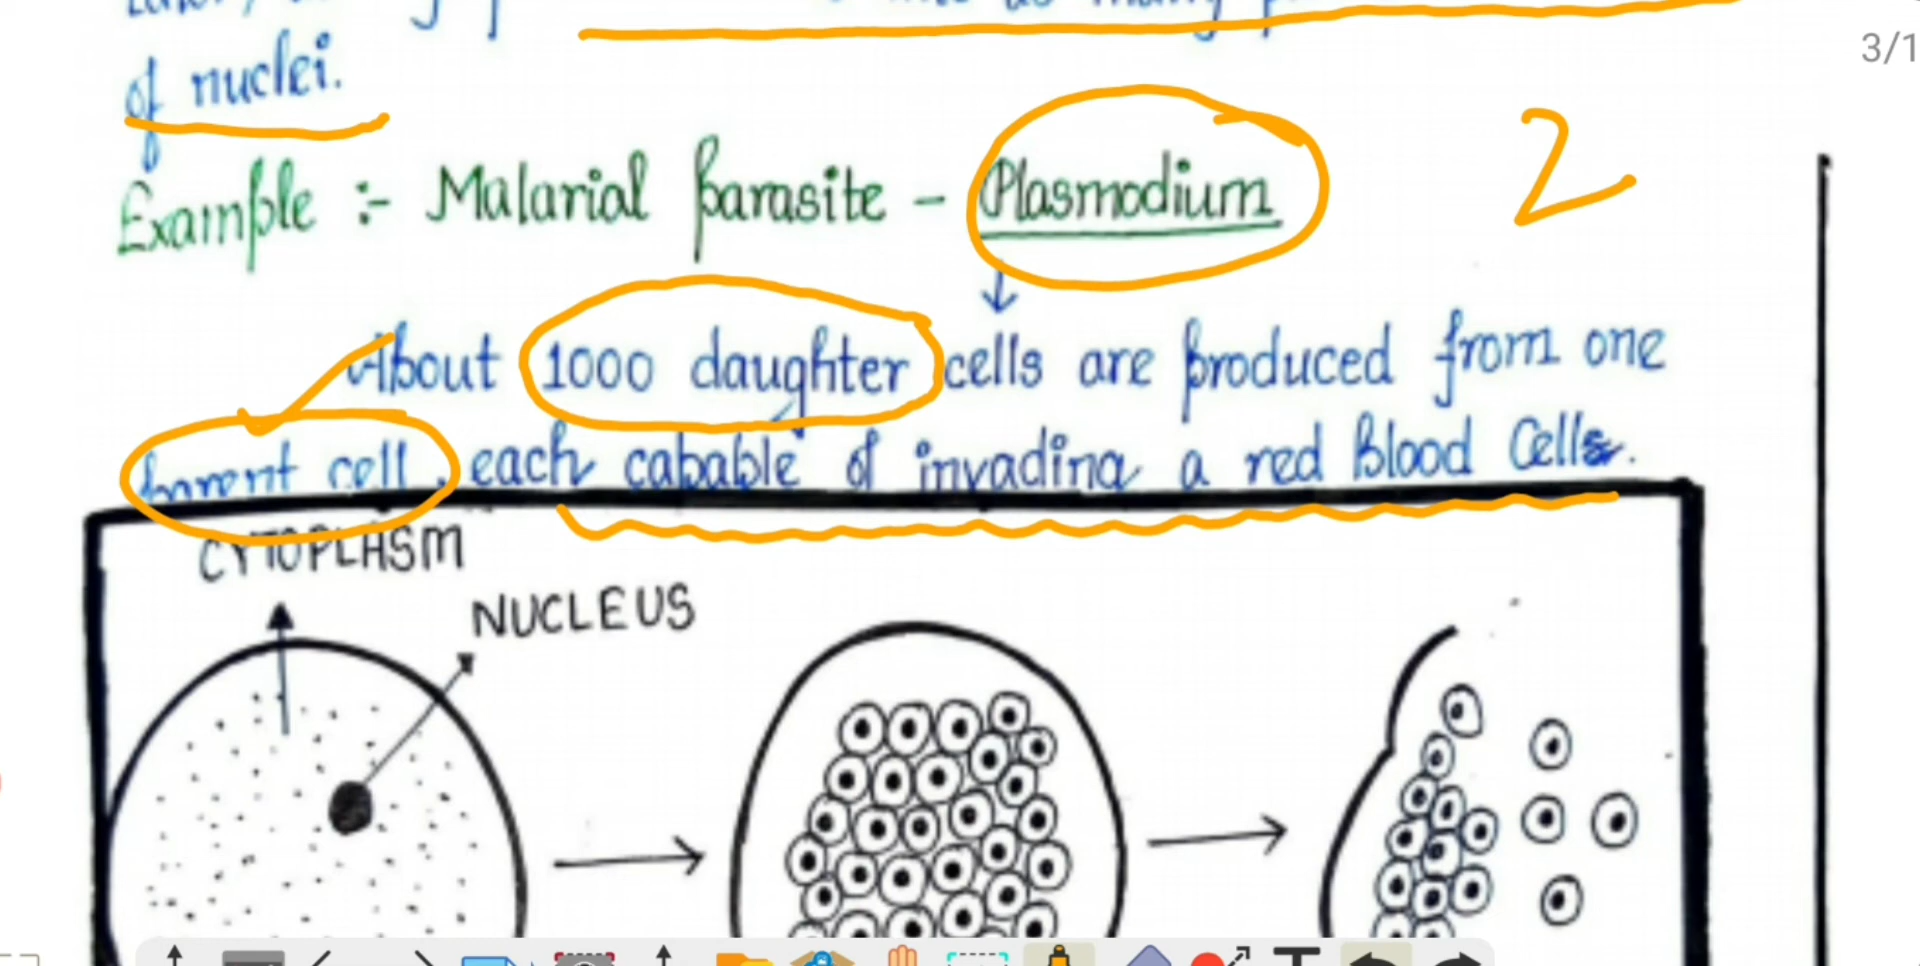 3/1
of nuclei.
2
Example :- Malarial parasite - Plasmodium
About 1000 daughter cells are produced from one
parent cell, each capable of invading a red Blood Cells.
CYTOPLASM
NUCLEUS